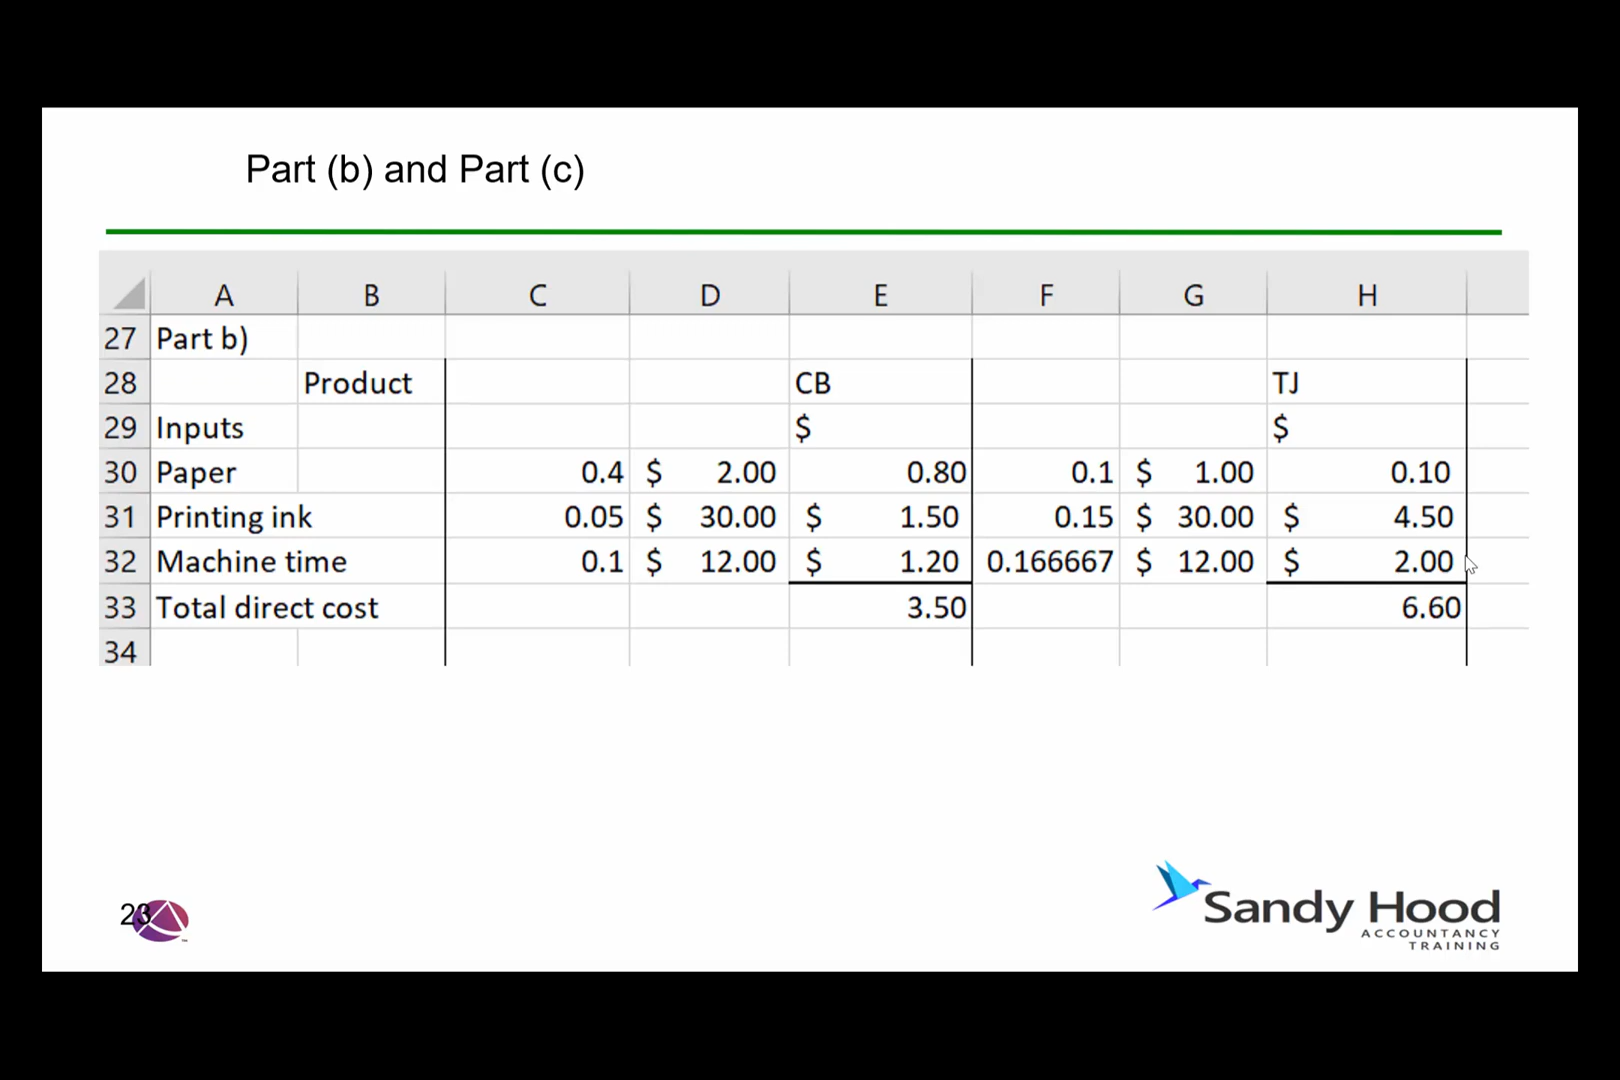 Part (b) and Part (c)
A B C D E F G H
27 Part b)
28 Product CB TJ
29 Inputs $ $
30 Paper 0.4 $ 2.00 0.80 0.1 $ 1.00 0.10
31 Printing ink 0.05 $ 30.00 $ 1.50 0.15 $ 30.00 $ 4.50
32 Machine time 0.1 $ 12.00 $ 1.20 0.166667 $ 12.00 $ 2.00
33 Total direct cost 3.50 6.60
34
23
Sandy Hood
ACCOUNTANCY
TRAINING